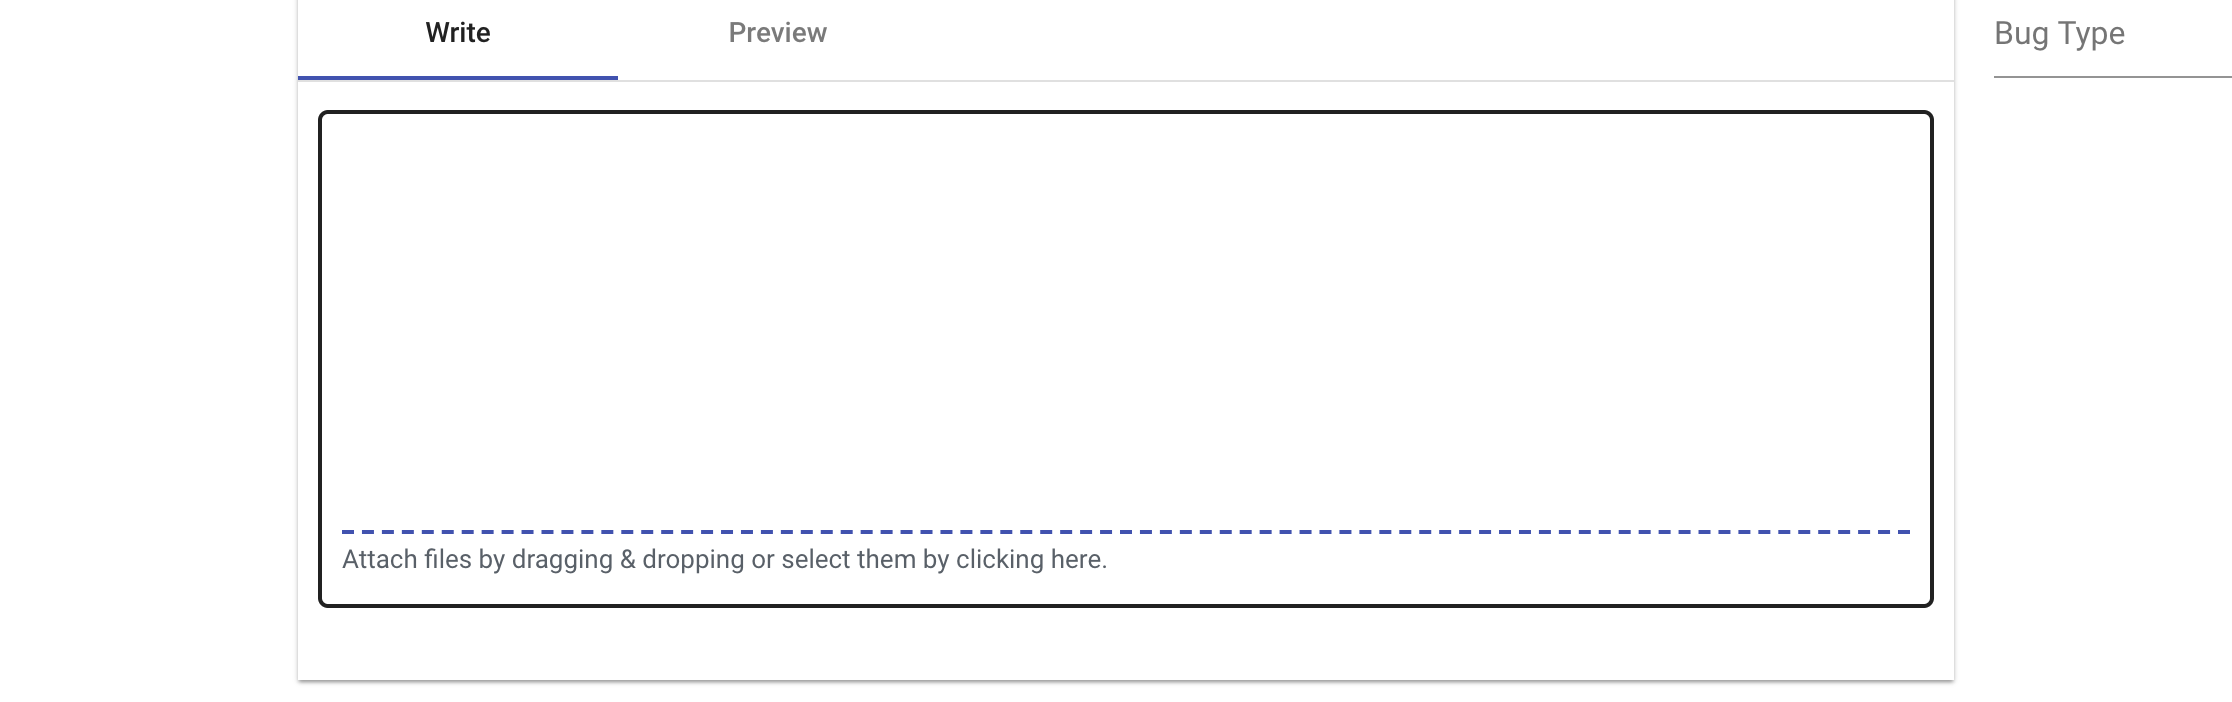 Write
Preview
Bug Type
Attach files by dragging & dropping or select them by clicking here.